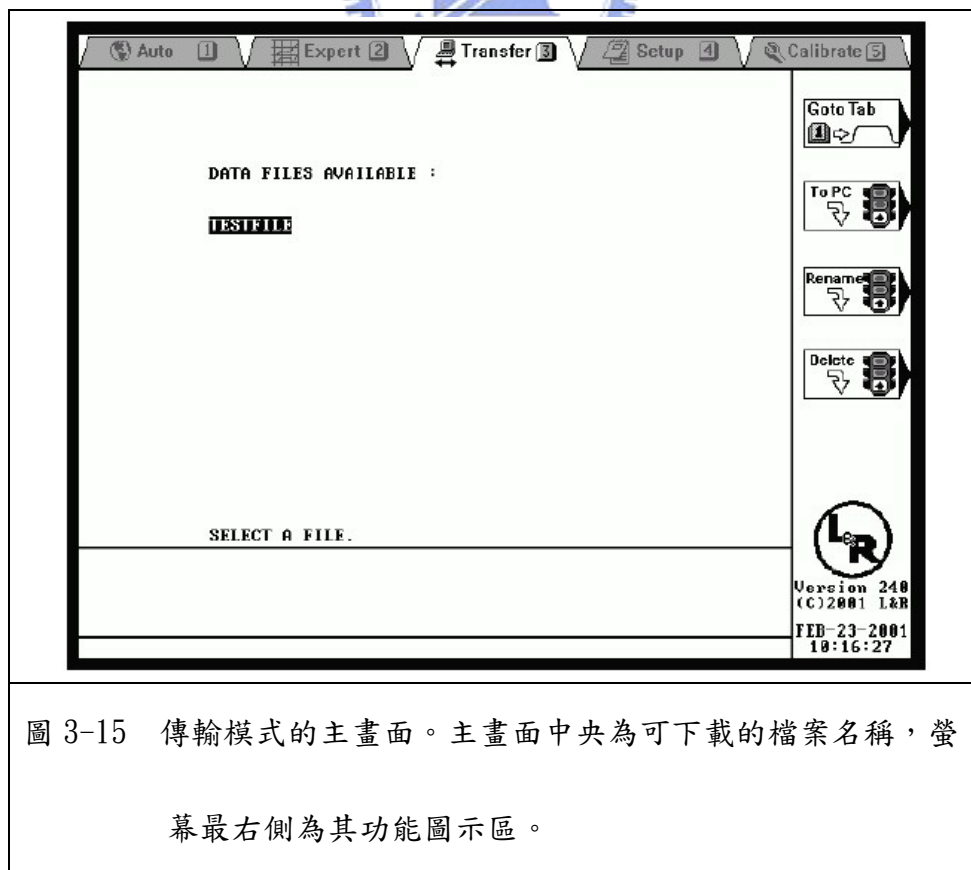 Auto 1 Expert 2 Transfer 3 Setup 4 Calibrate 5
Goto Tab
1
DATA FILES AVAILABLE :
To PC
TESTFILE
Rename
Delete
SELECT A FILE.
L&R
Version 240
(C)2001 L&R
FEB-23-2001
10:16:27
圖 3-15 傳輸模式的主畫面。主畫面中央為可下載的檔案名稱，螢
幕最右側為其功能圖示區。